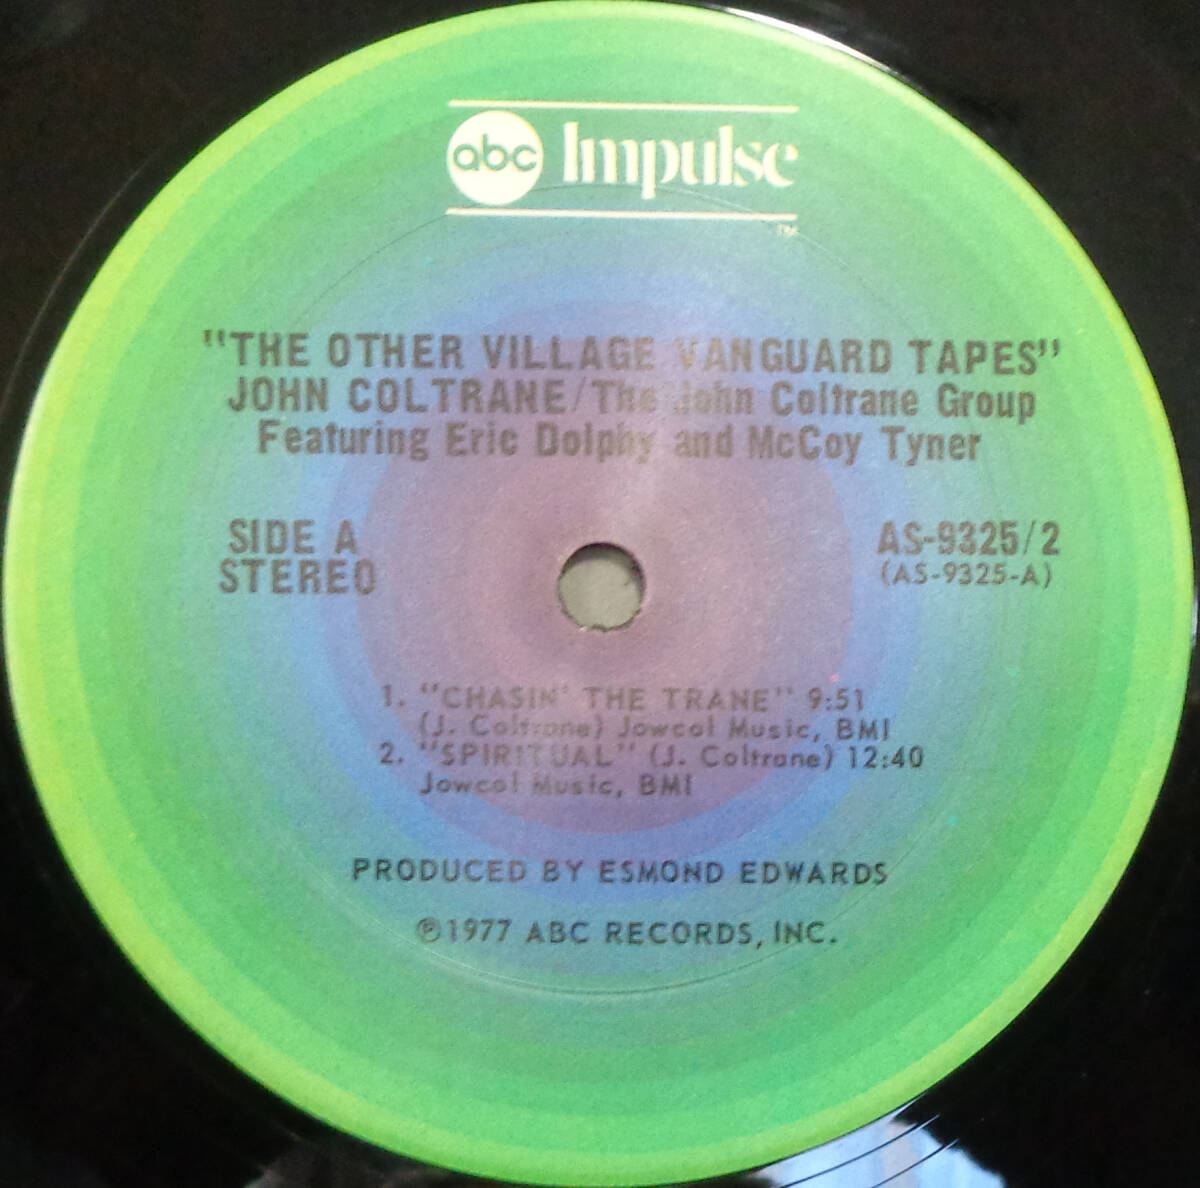 abc Impulse
TM
"THE OTHER VILLAGE VANGUARD TAPES"
JOHN COLTRANE/The John Coltrane Group
Featuring Eric Dolphy and McCoy Tyner
SIDE A
STEREO
AS-9325/2
(AS-9325-A)
1. "CHASIN' THE TRANE" 9:51
(J. Coltrane) Jowcol Music, BMI
2. "SPIRITUAL" (J. Coltrane) 12:40
Jowcol Music, BMI
PRODUCED BY ESMOND EDWARDS
℗1977 ABC RECORDS, INC.